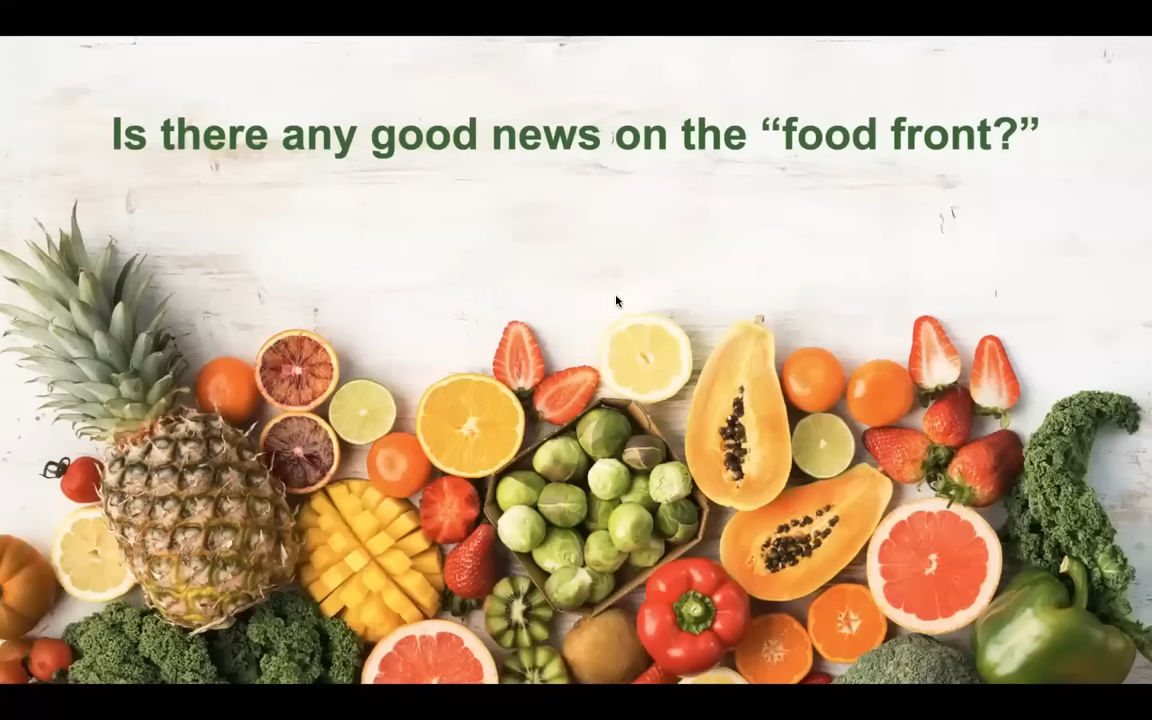 Is there any good news on the “food front?”